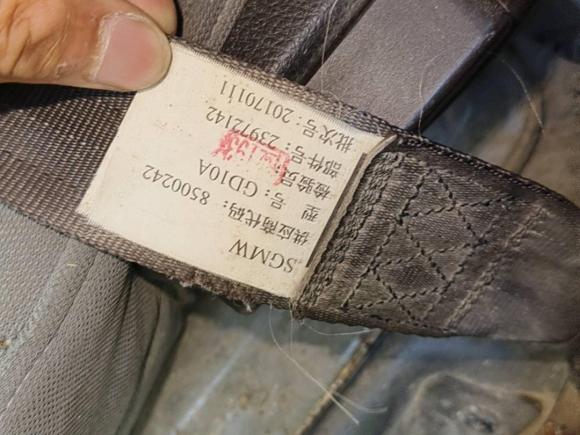 SGMW
供应商代码：8500242
型　号：GD10A
检验员：
部件号：23972142
批次号：20170111